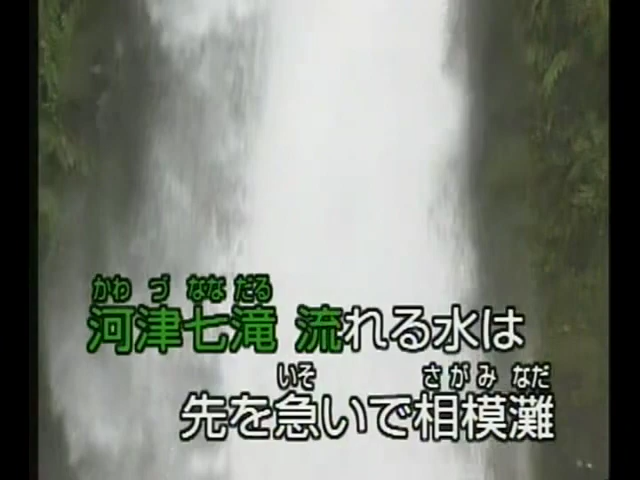 かわ づ なな だる
河津七滝 流れる水は
いそ さがみ なだ
先を急いで相模灘